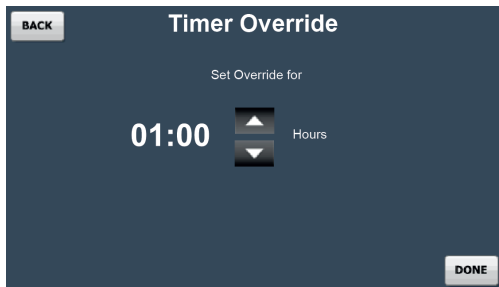 BACK
Timer Override
Set Override for
01:00
Hours
DONE